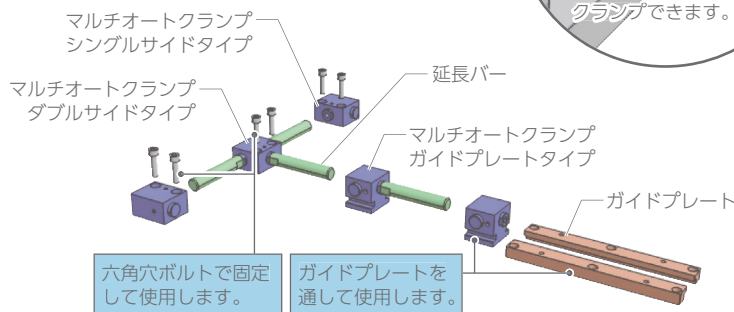 クランプできます。
マルチオートクランプ
シングルサイドタイプ
マルチオートクランプ
ダブルサイドタイプ
延長バー
マルチオートクランプ
ガイドプレートタイプ
ガイドプレート
六角穴ボルトで固定
して使用します。
ガイドプレートを
通して使用します。